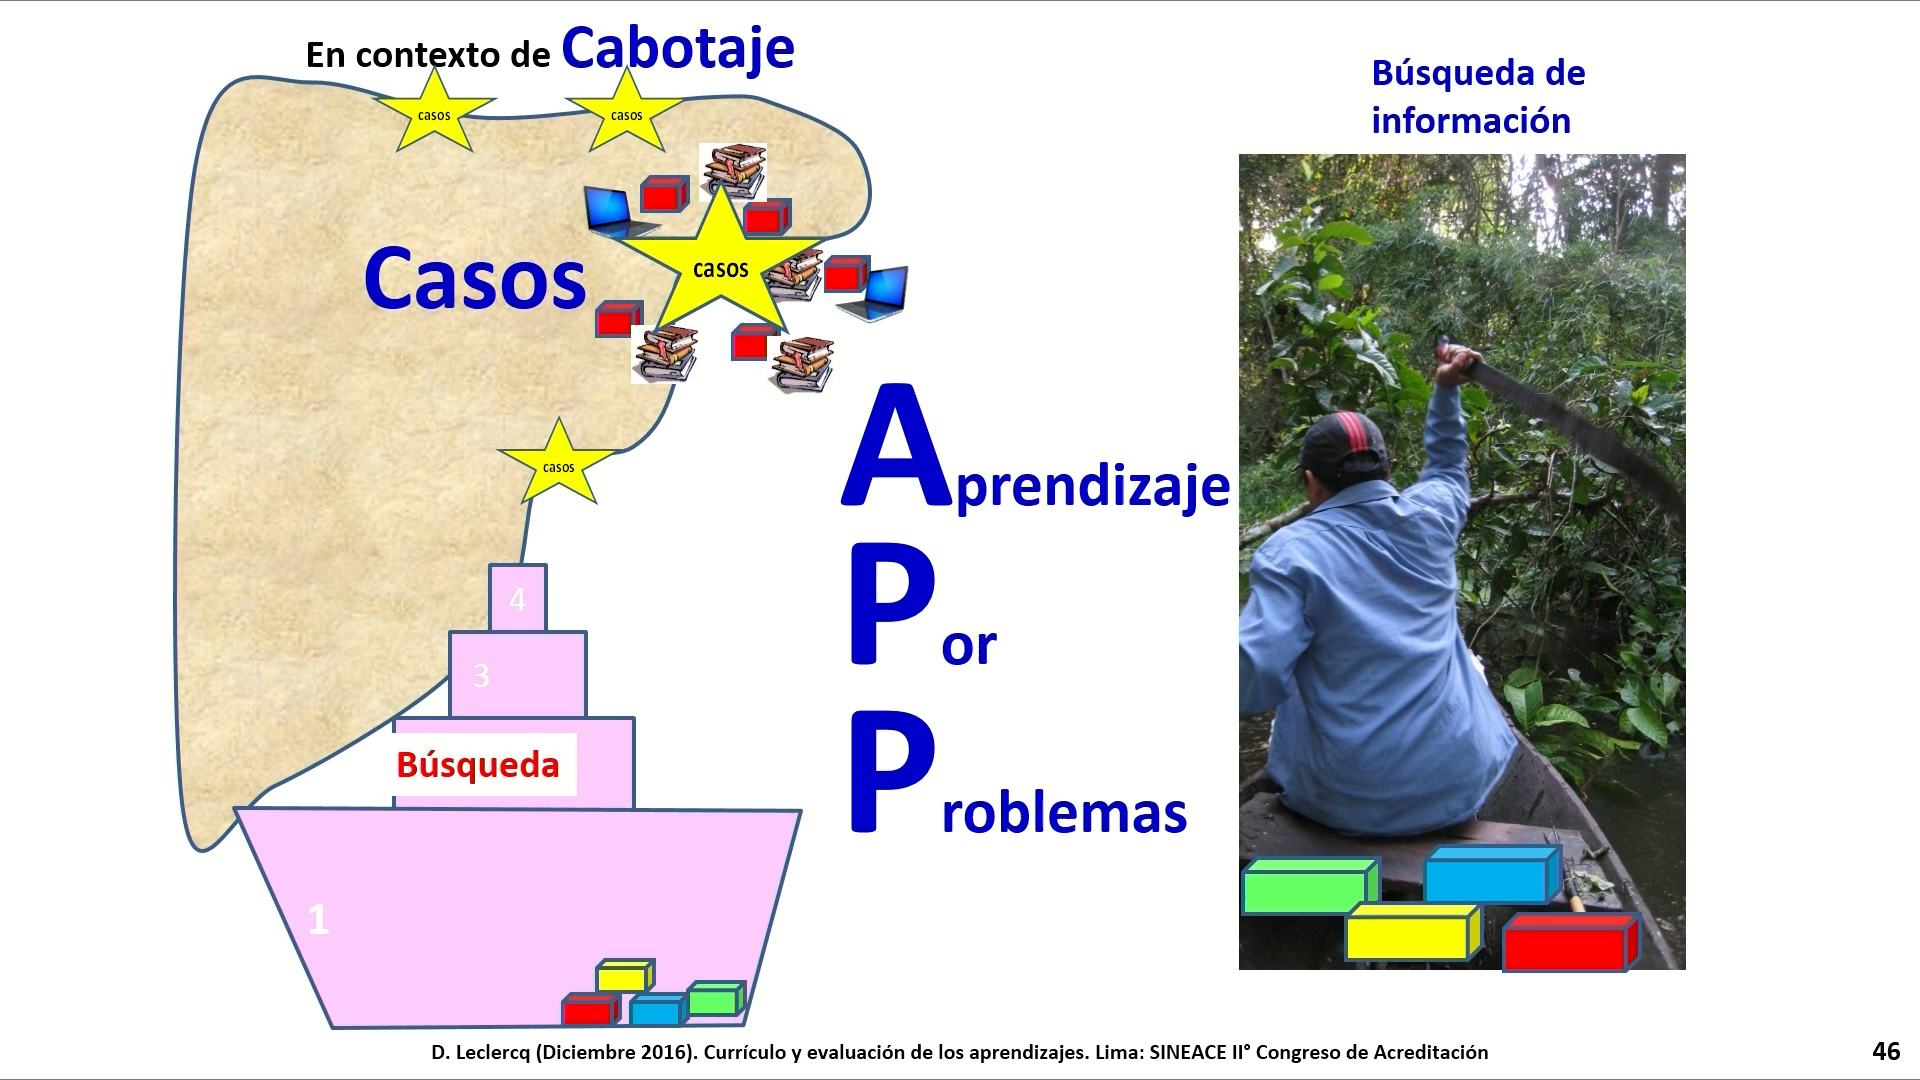 En contexto de Cabotaje
Búsqueda de
información
casos
casos
casos
Casos
casos
Aprendizaje
Por
Problemas
4
3
Búsqueda
1
D. Leclercq (Diciembre 2016). Currículo y evaluación de los aprendizajes. Lima: SINEACE II° Congreso de Acreditación
46